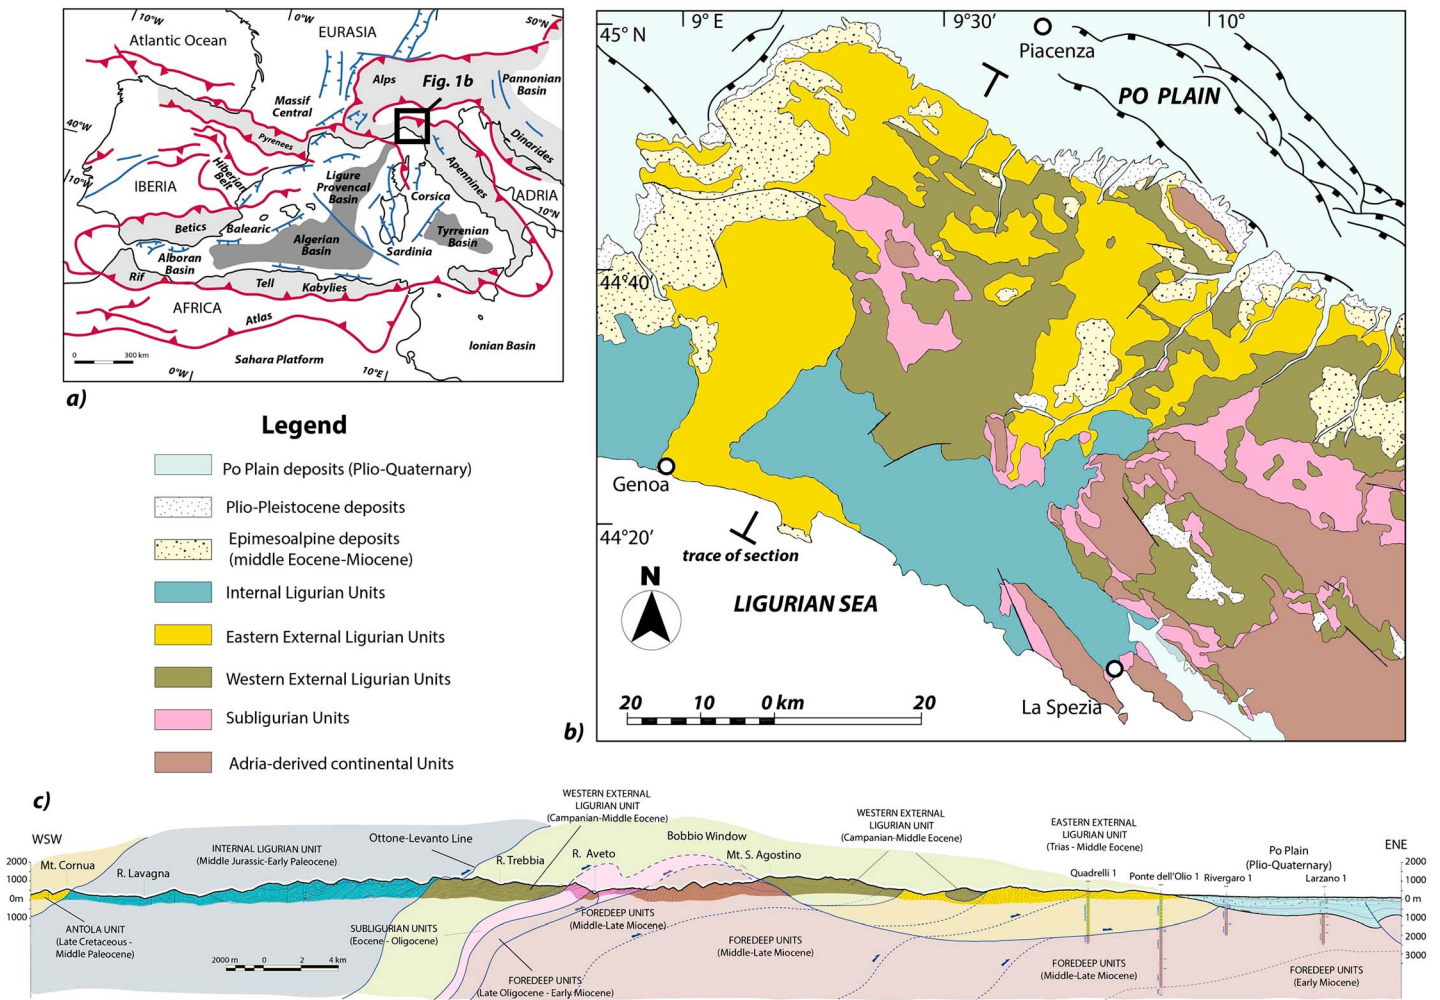 10°W
0°W
50°N
Atlantic Ocean
EURASIA
Alps
Fig. 1b
Pannonian
Basin
Massif
Central
40°W
Pyrenees
Dinarides
10°W
IBERIA
Hiberian
Belt
Ligure
Provencal
Basin
Apennines
Corsica
ADRIA
10°N
Betics
Balearic
Algerian
Basin
Tyrrenian
Basin
Sardinia
Alboran
Basin
Rif
Tell
Kabylies
AFRICA
Atlas
Ionian Basin
Sahara Platform
0
300 km
0°W
10°E
a)
45° N
9° E
9°30'
10°
Piacenza
PO PLAIN
44°40'
Genoa
44°20'
trace of section
N
LIGURIAN SEA
La Spezia
20
10
0 km
20
b)
Legend
Po Plain deposits (Plio-Quaternary)
Plio-Pleistocene deposits
Epimesoalpine deposits
(middle Eocene-Miocene)
Internal Ligurian Units
Eastern External Ligurian Units
Western External Ligurian Units
Subligurian Units
Adria-derived continental Units
c)
WSW
ENE
2000
1000
0 m
1000
Mt. Cornua
R. Lavagna
INTERNAL LIGURIAN UNIT
(Middle Jurassic-Early Paleocene)
Ottone-Levanto Line
WESTERN EXTERNAL
LIGURIAN UNIT
(Campanian-Middle Eocene)
R. Trebbia
R. Aveto
Bobbio Window
Mt. S. Agostino
WESTERN EXTERNAL
LIGURIAN UNIT
(Campanian-Middle Eocene)
EASTERN EXTERNAL
LIGURIAN UNIT
(Trias - Middle Eocene)
Quadrelli 1
Ponte dell'Olio 1
Po Plain
(Plio-Quaternary)
Rivergaro 1
Larzano 1
2000
1000
0 m
1000
2000
3000
ANTOLA UNIT
(Late Cretaceous -
Middle Paleocene)
2000 m
0
4 km
SUBLIGURIAN UNITS
(Eocene - Oligocene)
FOREDEEP UNITS
(Middle-Late Miocene)
FOREDEEP UNITS
(Late Oligocene - Early Miocene)
FOREDEEP UNITS
(Middle-Late Miocene)
FOREDEEP UNITS
(Middle-Late Miocene)
FOREDEEP UNITS
(Early Miocene)